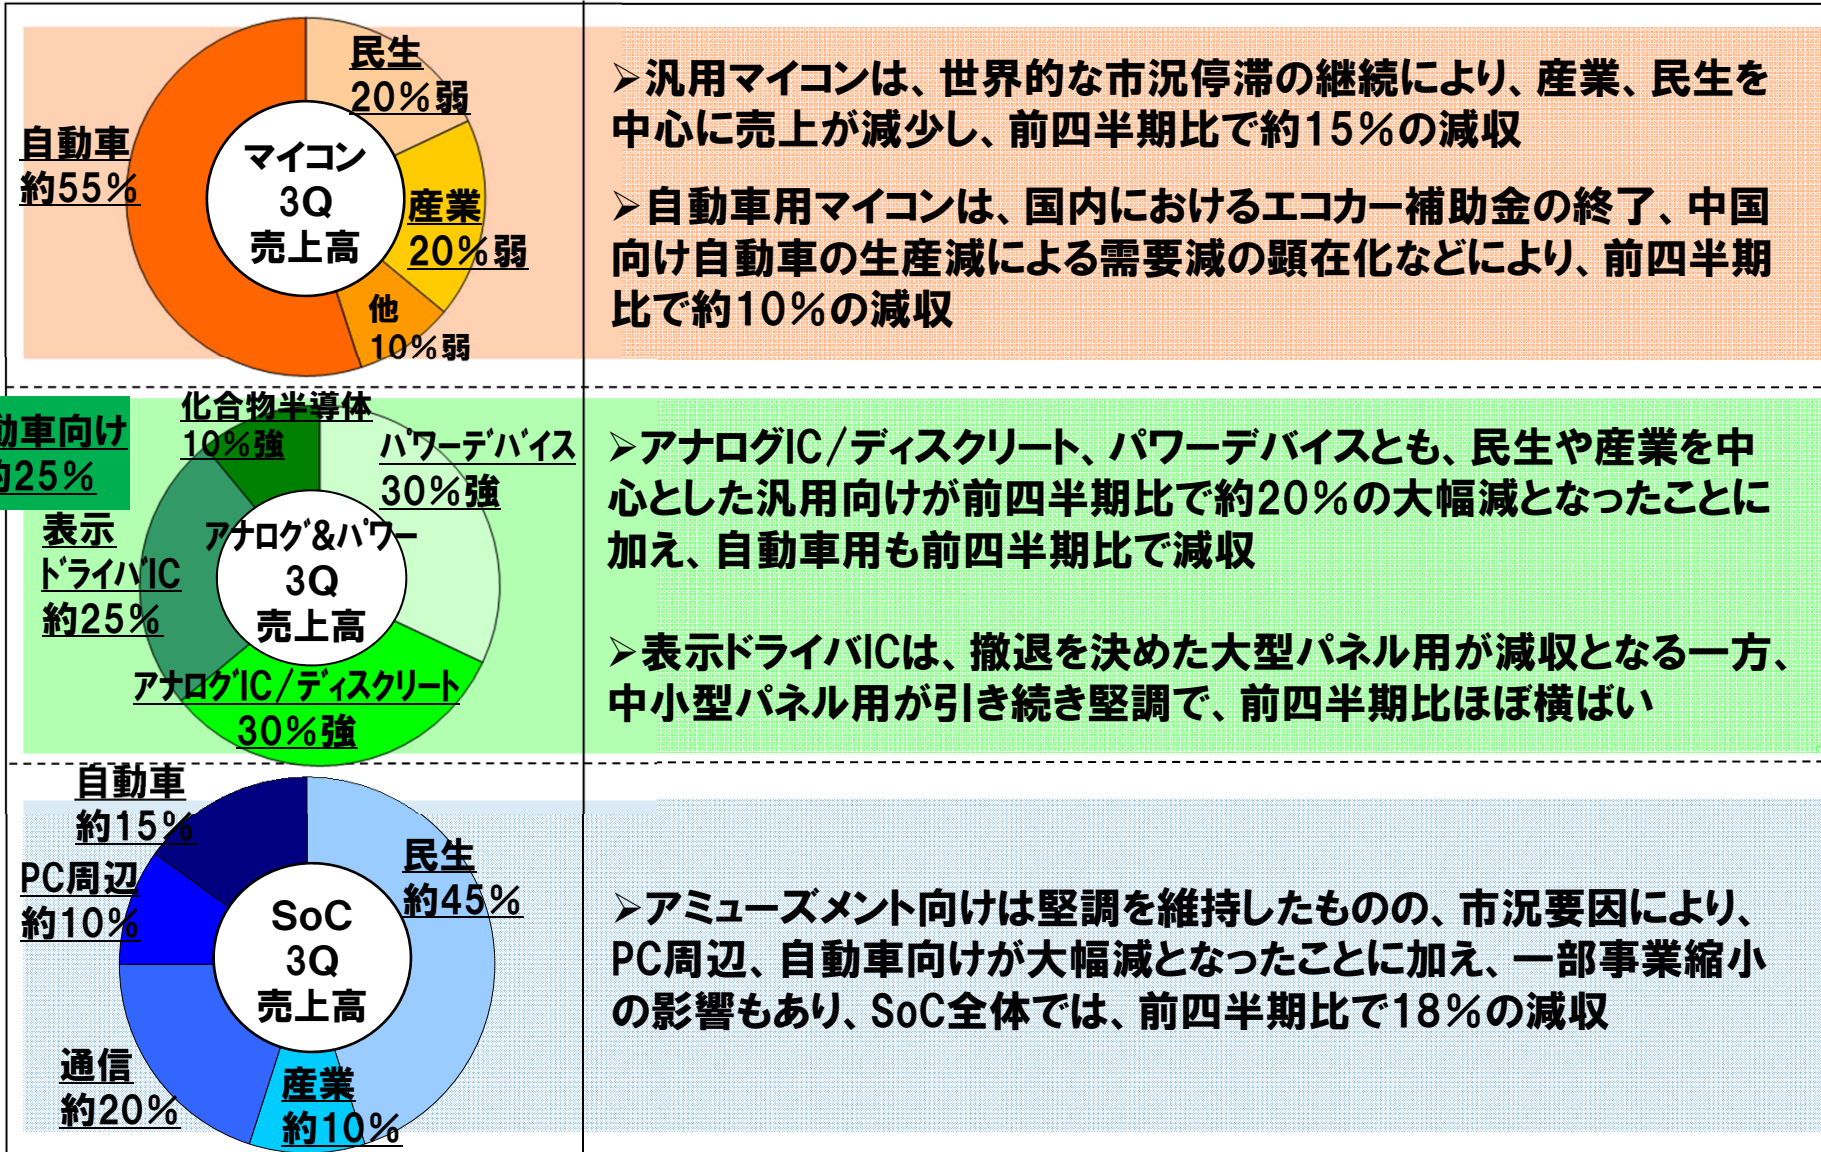 民生
20％弱
自動車
約55％
マイコン
3Q
売上高
産業
20％弱
他
10％弱
➢汎用マイコンは、世界的な市況停滞の継続により、産業、民生を
中心に売上が減少し、前四半期比で約15％の減収
➢自動車用マイコンは、国内におけるエコカー補助金の終了、中国
向け自動車の生産減による需要減の顕在化などにより、前四半期
比で約10％の減収
動車向け
約25％
化合物半導体
10％強
パワーデバイス
30％強
表示
ドライバIC
約25％
アナログ&パワー
3Q
売上高
アナログIC/ディスクリート
30％強
➢アナログIC/ディスクリート、パワーデバイスとも、民生や産業を中
心とした汎用向けが前四半期比で約20％の大幅減となったことに
加え、自動車用も前四半期比で減収
➢表示ドライバICは、撤退を決めた大型パネル用が減収となる一方、
中小型パネル用が引き続き堅調で、前四半期比ほぼ横ばい
自動車
約15％
PC周辺
約10％
民生
約45％
SoC
3Q
売上高
通信
約20％
産業
約10％
➢アミューズメント向けは堅調を維持したものの、市況要因により、
PC周辺、自動車向けが大幅減となったことに加え、一部事業縮小
の影響もあり、SoC全体では、前四半期比で18％の減収